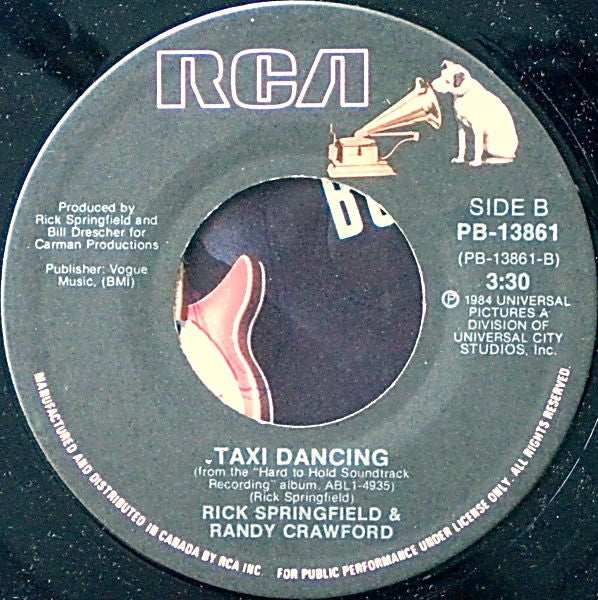 RCA
Produced by
Rick Springfield and
Bill Drescher for
Carman Productions
Publisher: Vogue
Music, (BMI)
SIDE B
PB-13861
(PB-13861-B)
3:30
℗ 1984 UNIVERSAL
PICTURES A
DIVISION OF
UNIVERSAL CITY
STUDIOS, Inc.
TAXI DANCING
(from the "Hard to Hold Soundtrack
Recording" album, ABL1-4935)
(Rick Springfield)
RICK SPRINGFIELD &
RANDY CRAWFORD
MANUFACTURED AND DISTRIBUTED IN CANADA BY RCA INC. FOR PUBLIC PERFORMANCE UNDER LICENSE ONLY. ALL RIGHTS RESERVED.